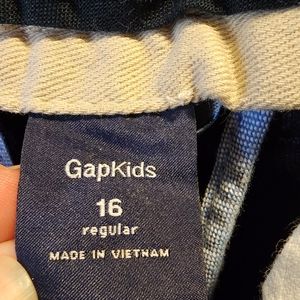 GapKids
16
regular
MADE IN VIETNAM